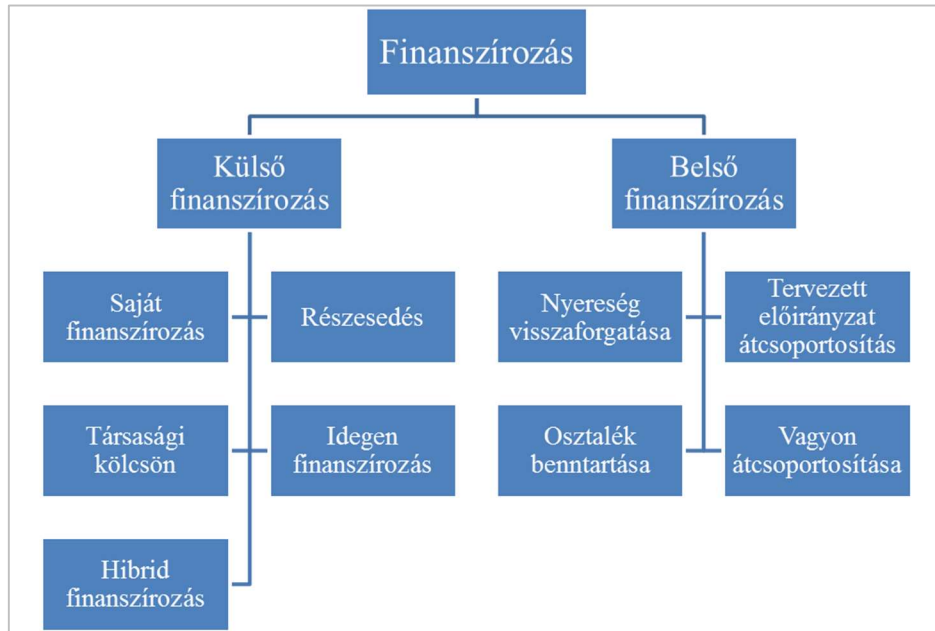 Finanszírozás
Külső
finanszírozás
Belső
finanszírozás
Saját
finanszírozás
Részesedés
Nyereség
visszaforgatása
Tervezett
előirányzat
átcsoportosítás
Társasági
kölcsön
Idegen
finanszírozás
Osztalék
benntartása
Vagyon
átcsoportosítása
Hibrid
finanszírozás